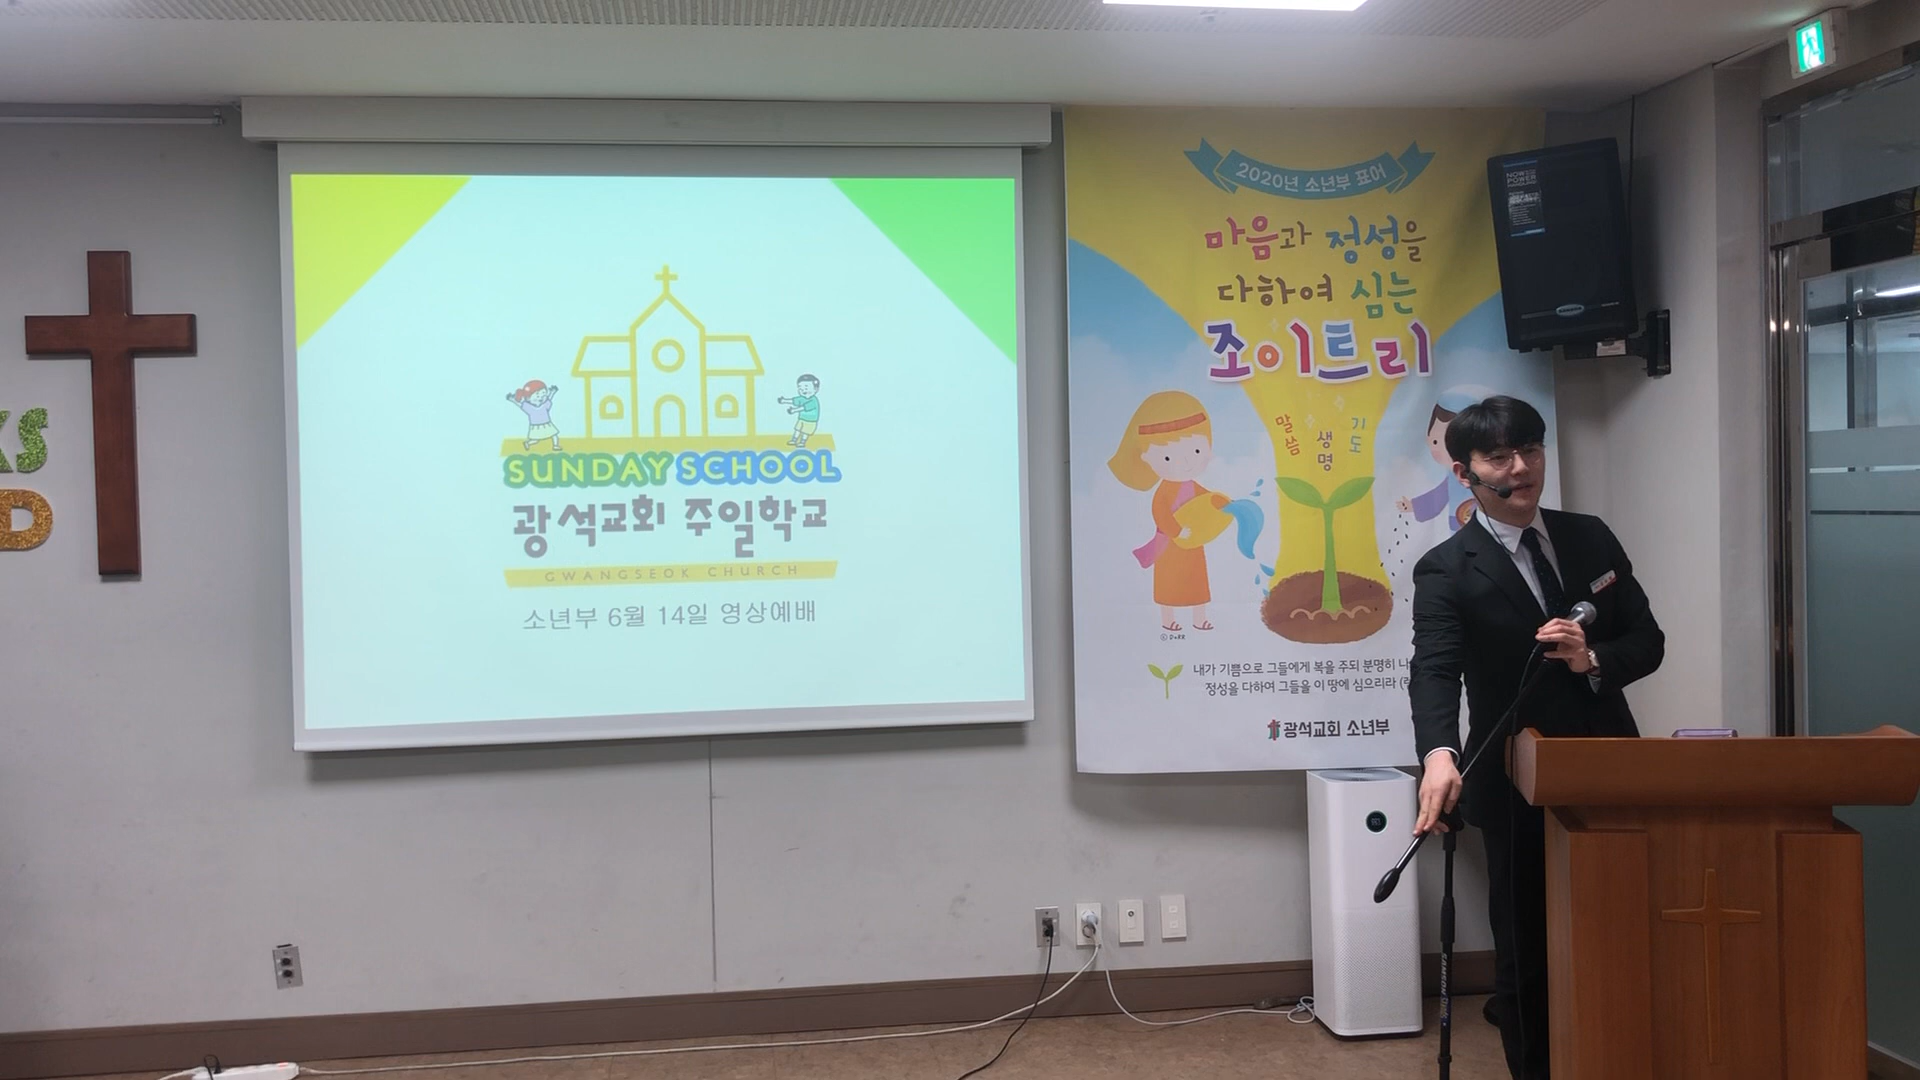 KS
D
SUNDAY SCHOOL
광석교회 주일학교
GWANGSEOK CHURCH
소년부 6월 14일 영상예배
2020년 소년부 표어
마음과 정성을
다하여 심는
조이트리
말씀
생명
기도
내가 기쁨으로 그들에게 복을 주되 분명히
정성을 다하여 그들을 이 땅에 심으리라
광석교회 소년부
NOW
POWER
SAMSON